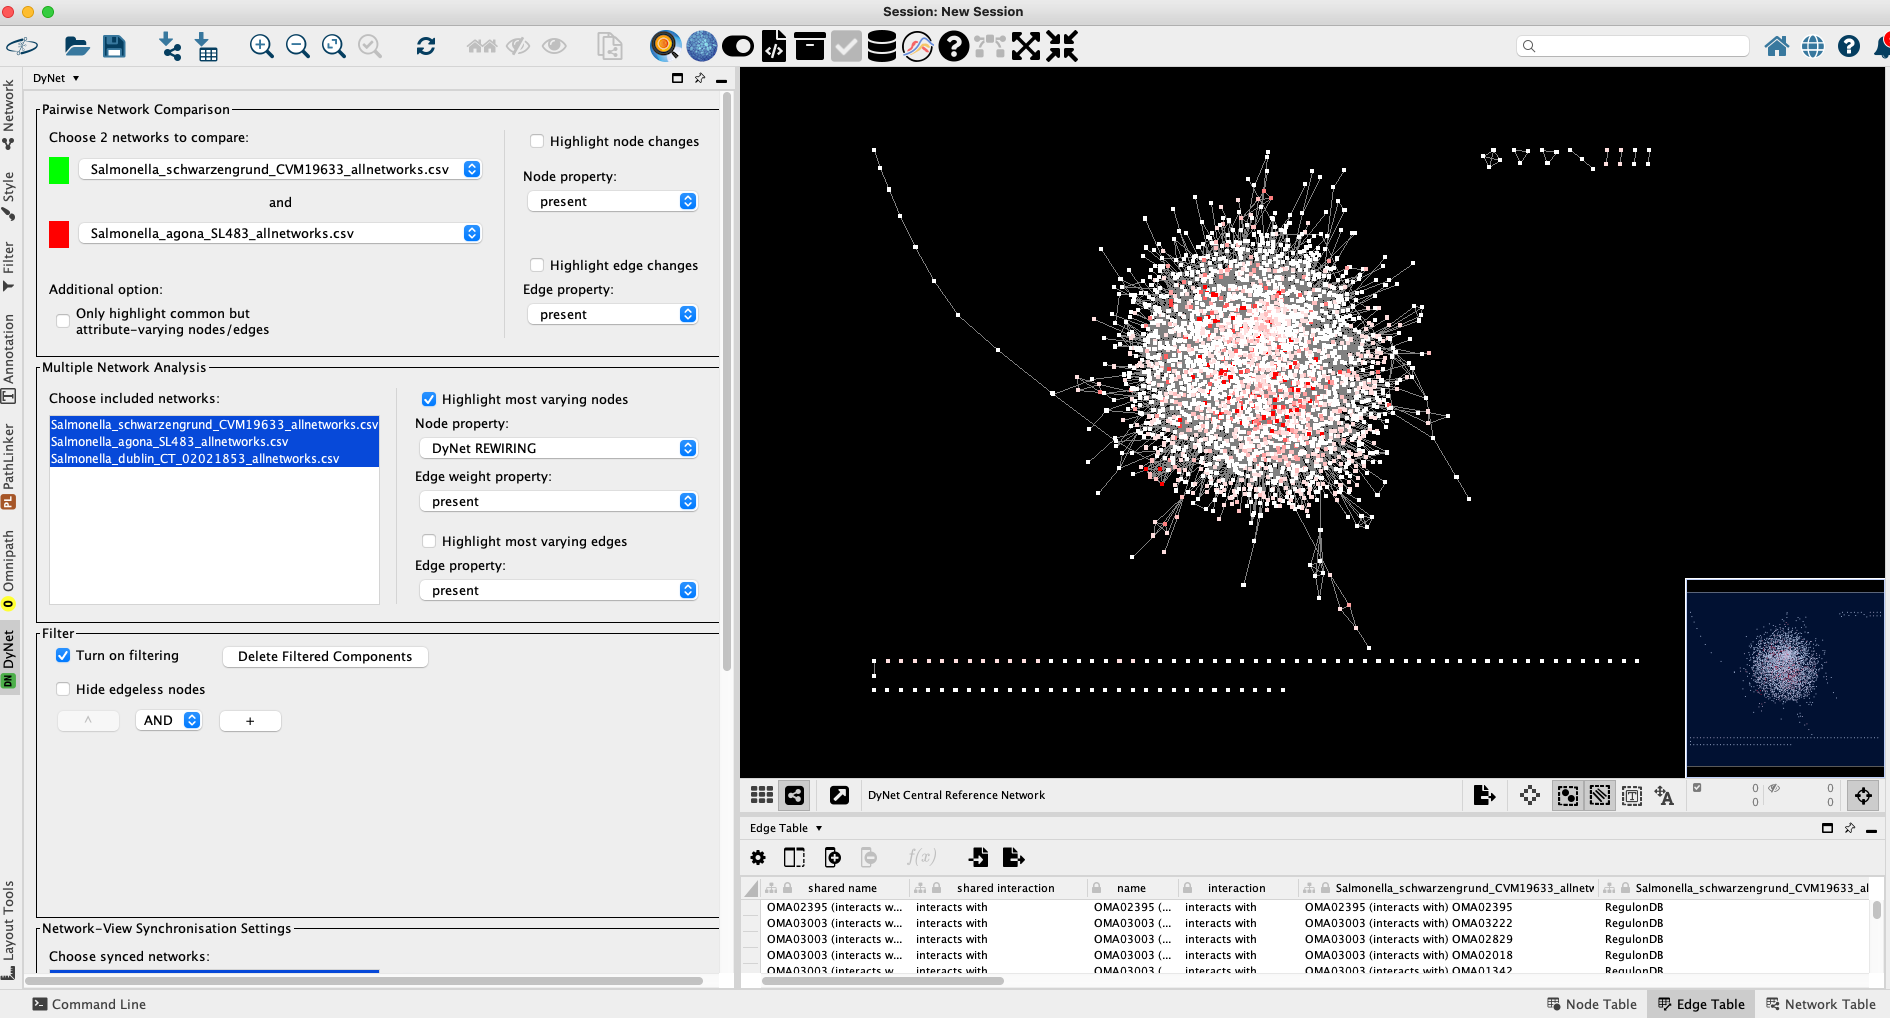 Session: New Session
DyNet
Network
Style
Filter
Annotation
PathLinker
Omnipath
DyNet
Layout Tools
Pairwise Network Comparison
Choose 2 networks to compare:
Salmonella_schwarzengrund_CVM19633_allnetworks.csv
and
Salmonella_agona_SL483_allnetworks.csv
Additional option:
Only highlight common but
attribute-varying nodes/edges
Highlight node changes
Node property:
present
Highlight edge changes
Edge property:
present
Multiple Network Analysis
Choose included networks:
Salmonella_schwarzengrund_CVM19633_allnetworks.csv
Salmonella_agona_SL483_allnetworks.csv
Salmonella_dublin_CT_02021853_allnetworks.csv
Highlight most varying nodes
Node property:
DyNet REWIRING
Edge weight property:
present
Highlight most varying edges
Edge property:
present
Filter
Turn on filtering
Delete Filtered Components
Hide edgeless nodes
^ AND +
Network-View Synchronisation Settings
Choose synced networks:
DyNet Central Reference Network
0 0
0 0
Edge Table
f(x)
shared name shared interaction name interaction Salmonella_schwarzengrund_CVM19633_allnetw Salmonella_schwarzengrund_CVM19633_al
OMA02395 (interacts w... interacts with OMA02395 (... interacts with OMA02395 (interacts with) OMA02395 RegulonDB
OMA03003 (interacts w... interacts with OMA03003 (... interacts with OMA03003 (interacts with) OMA03222 RegulonDB
OMA03003 (interacts w... interacts with OMA03003 (... interacts with OMA03003 (interacts with) OMA02829 RegulonDB
OMA03003 (interacts w... interacts with OMA03003 (... interacts with OMA03003 (interacts with) OMA02018 RegulonDB
OMA03003 (interacts w... interacts with OMA03003 (... interacts with OMA03003 (interacts with) OMA01342 RegulonDB
Command Line
Node Table
Edge Table
Network Table